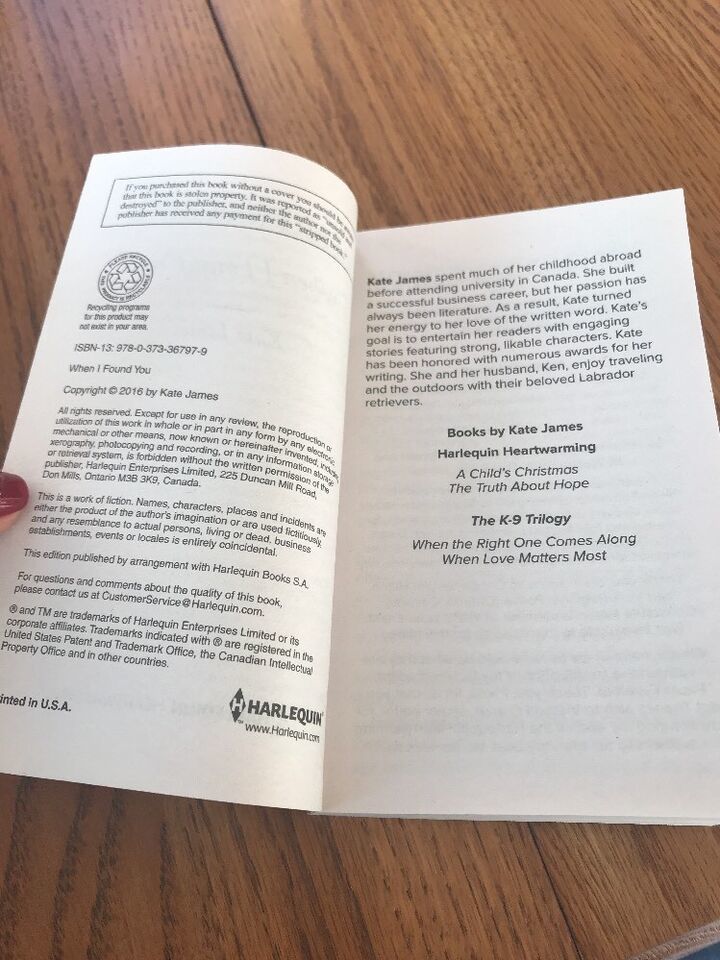 If you purchased this book without a cover you should be aware
that this book is stolen property. It was reported as "unsold and
destroyed" to the publisher, and neither the author nor the
publisher has received any payment for this "stripped book."
PLEASE RECYCLE
THIS PRODUCT IS RECYCLABLE
Recycling programs
for this product may
not exist in your area.
ISBN-13: 978-0-373-36797-9
When I Found You
Copyright © 2016 by Kate James
All rights reserved. Except for use in any review, the reproduction or
utilization of this work in whole or in part in any form by any electronic,
mechanical or other means, now known or hereinafter invented, including
xerography, photocopying and recording, or in any information storage
or retrieval system, is forbidden without the written permission of the
publisher, Harlequin Enterprises Limited, 225 Duncan Mill Road,
Don Mills, Ontario M3B 3K9, Canada.
This is a work of fiction. Names, characters, places and incidents are
either the product of the author's imagination or are used fictitiously,
and any resemblance to actual persons, living or dead, business
establishments, events or locales is entirely coincidental.
This edition published by arrangement with Harlequin Books S.A.
For questions and comments about the quality of this book,
please contact us at CustomerService@Harlequin.com.
® and TM are trademarks of Harlequin Enterprises Limited or its
corporate affiliates. Trademarks indicated with ® are registered in the
United States Patent and Trademark Office, the Canadian Intellectual
Property Office and in other countries.
inted in U.S.A.
HARLEQUIN®
www.Harlequin.com
Kate James spent much of her childhood abroad
before attending university in Canada. She built
a successful business career, but her passion has
always been literature. As a result, Kate turned
her energy to her love of the written word. Kate's
goal is to entertain her readers with engaging
stories featuring strong, likable characters. Kate
has been honored with numerous awards for her
writing. She and her husband, Ken, enjoy traveling
and the outdoors with their beloved Labrador
retrievers.
Books by Kate James
Harlequin Heartwarming
A Child's Christmas
The Truth About Hope
The K-9 Trilogy
When the Right One Comes Along
When Love Matters Most